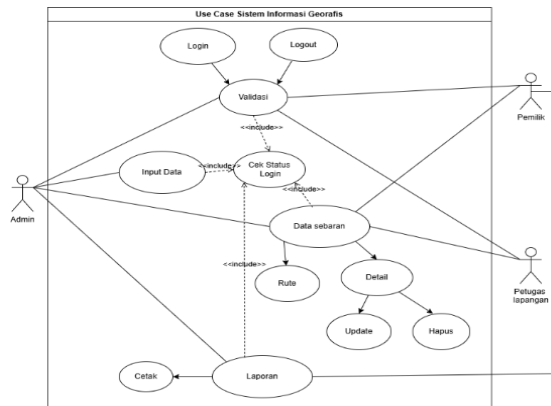 Use Case Sistem Informasi Georafis
Login
Logout
Validasi
Pemilik
<<include>>
Input Data
<<include>>
Cek Status
Login
Admin
<<include>>
Data sebaran
<<include>>
Rute
Detail
Petugas
lapangan
Update
Hapus
Cetak
Laporan